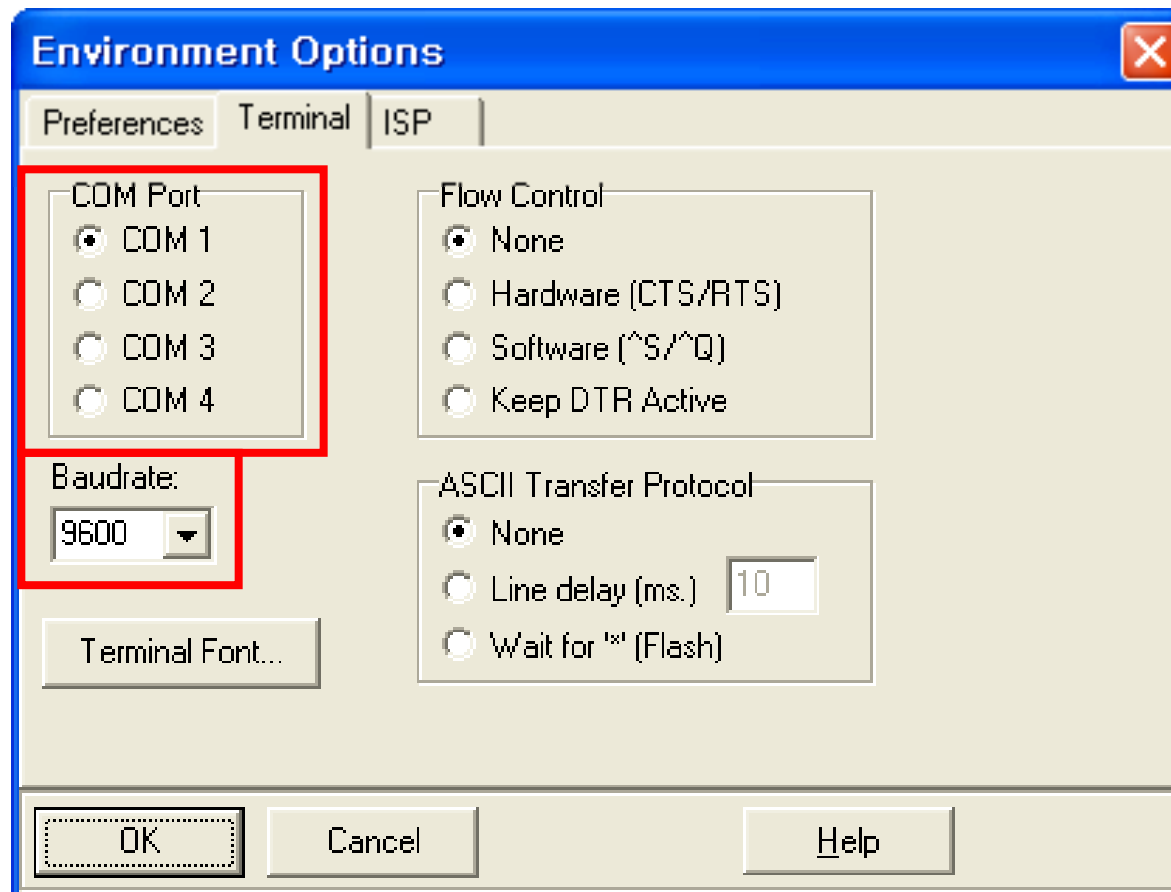 Environment Options
Preferences Terminal ISP
COM Port
COM 1
COM 2
COM 3
COM 4
Flow Control
None
Hardware (CTS/RTS)
Software (^S/^Q)
Keep DTR Active
Baudrate:
9600
ASCII Transfer Protocol
None
Line delay (ms.) 10
Wait for '*' (Flash)
Terminal Font...
OK Cancel Help